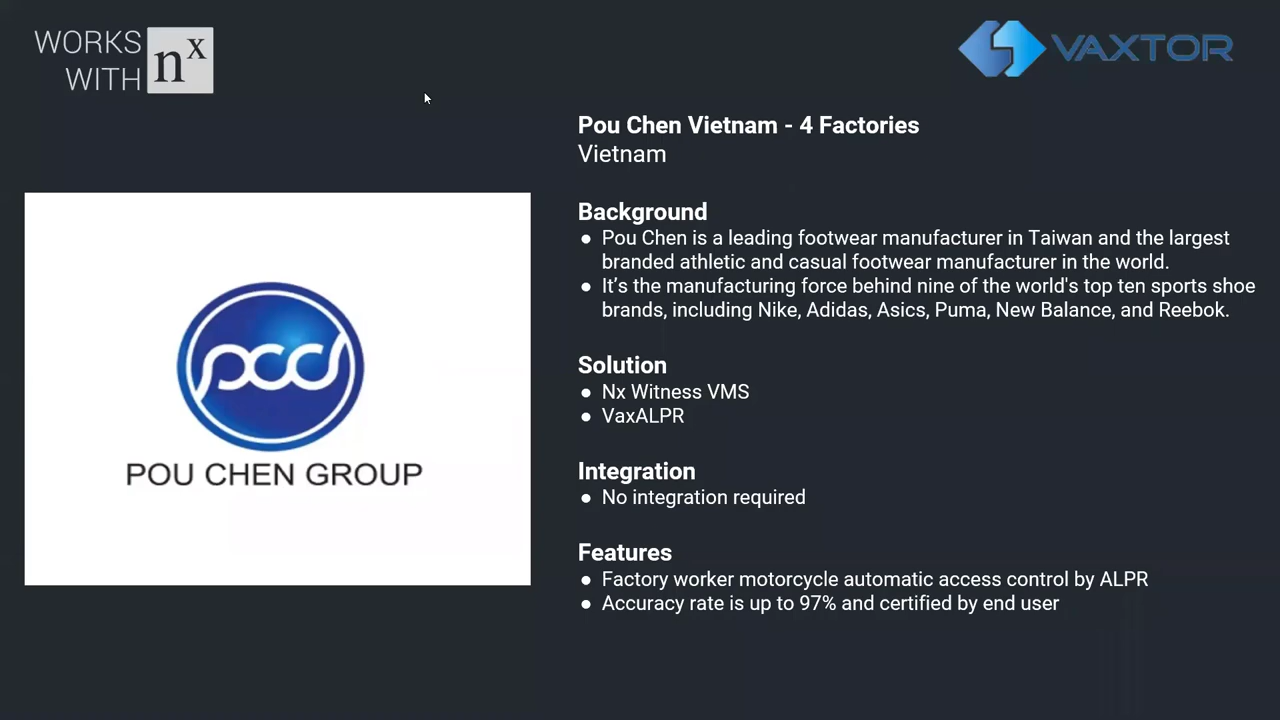 WORKS
WITH nx
VAXTOR
Pou Chen Vietnam - 4 Factories
Vietnam
Background
● Pou Chen is a leading footwear manufacturer in Taiwan and the largest
branded athletic and casual footwear manufacturer in the world.
● It’s the manufacturing force behind nine of the world's top ten sports shoe
brands, including Nike, Adidas, Asics, Puma, New Balance, and Reebok.
Solution
● Nx Witness VMS
● VaxALPR
Integration
● No integration required
Features
● Factory worker motorcycle automatic access control by ALPR
● Accuracy rate is up to 97% and certified by end user
POU CHEN GROUP